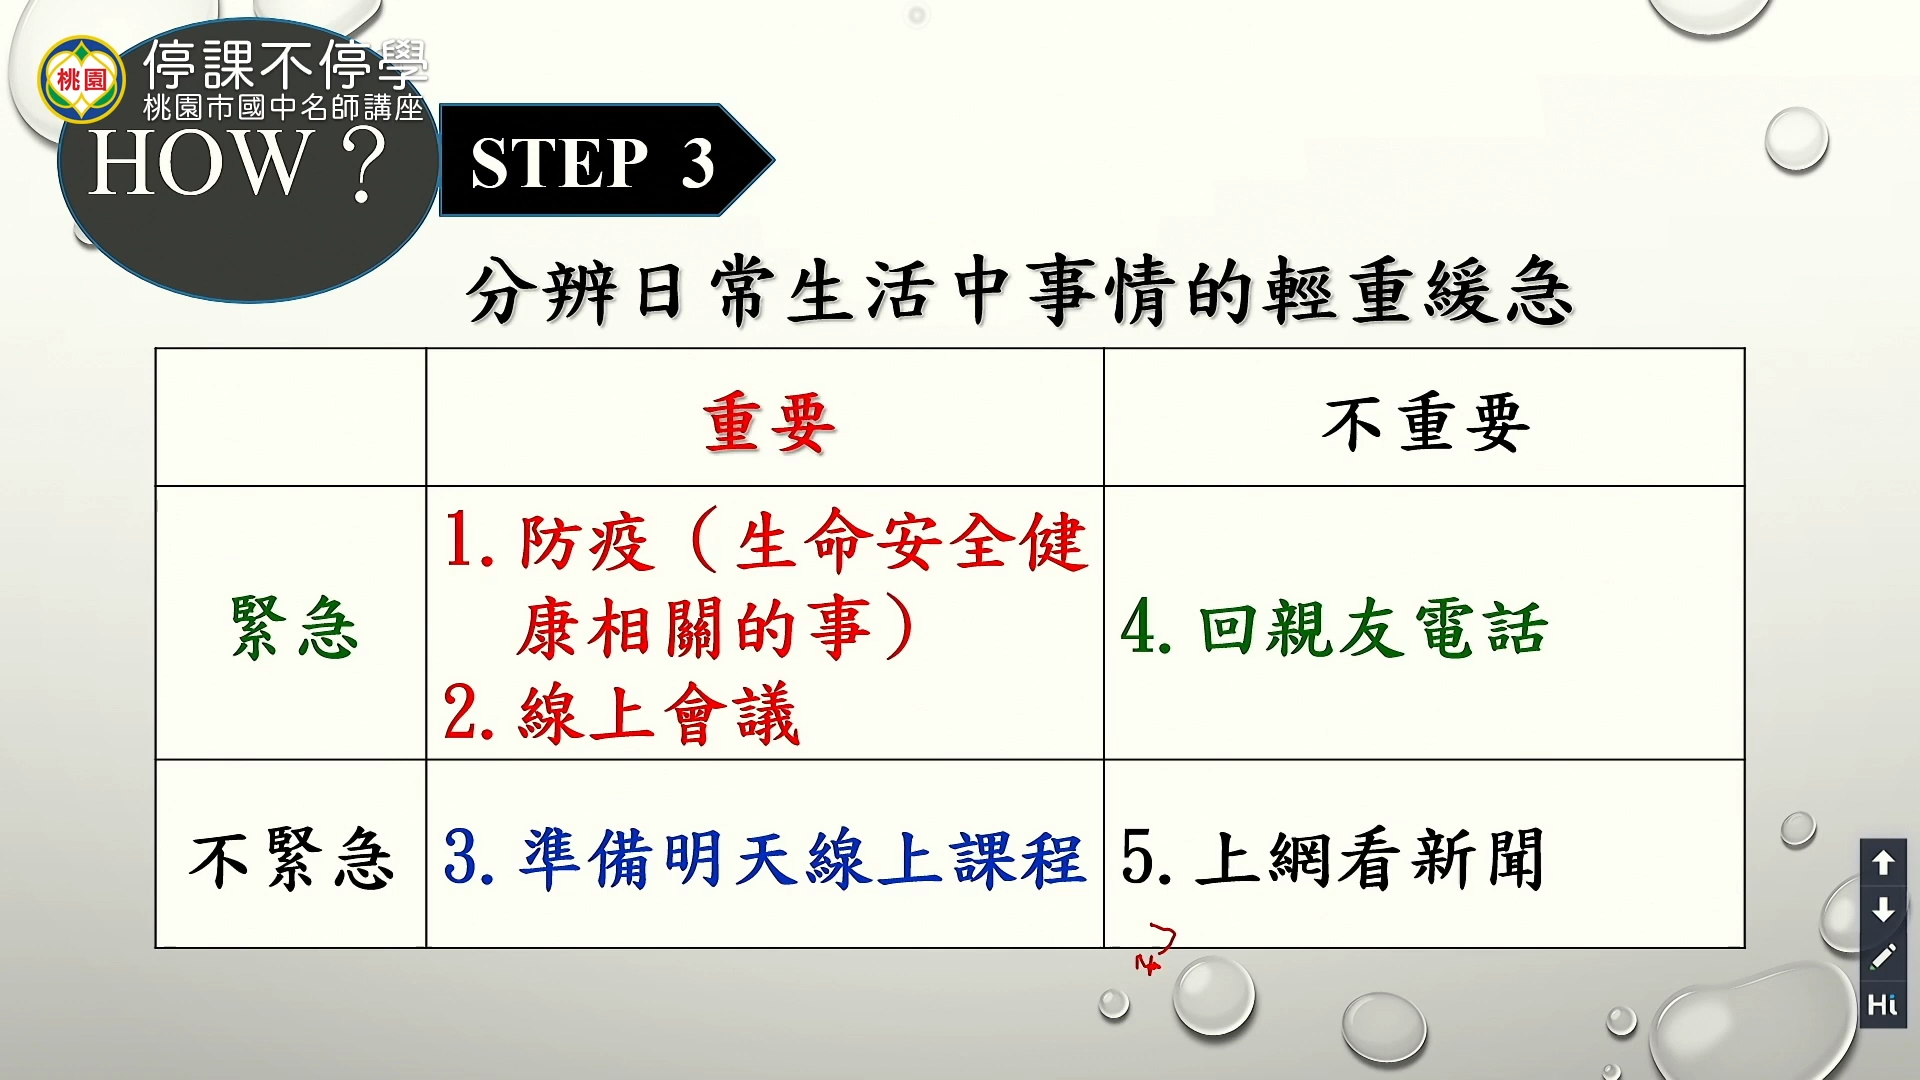 桃園
停課不停學
桃園市國中名師講座
HOW？
STEP 3
分辨日常生活中事情的輕重緩急
重要
不重要
緊急
1.防疫（生命安全健
康相關的事）
2.線上會議
4.回親友電話
不緊急
3.準備明天線上課程
5.上網看新聞
Hi